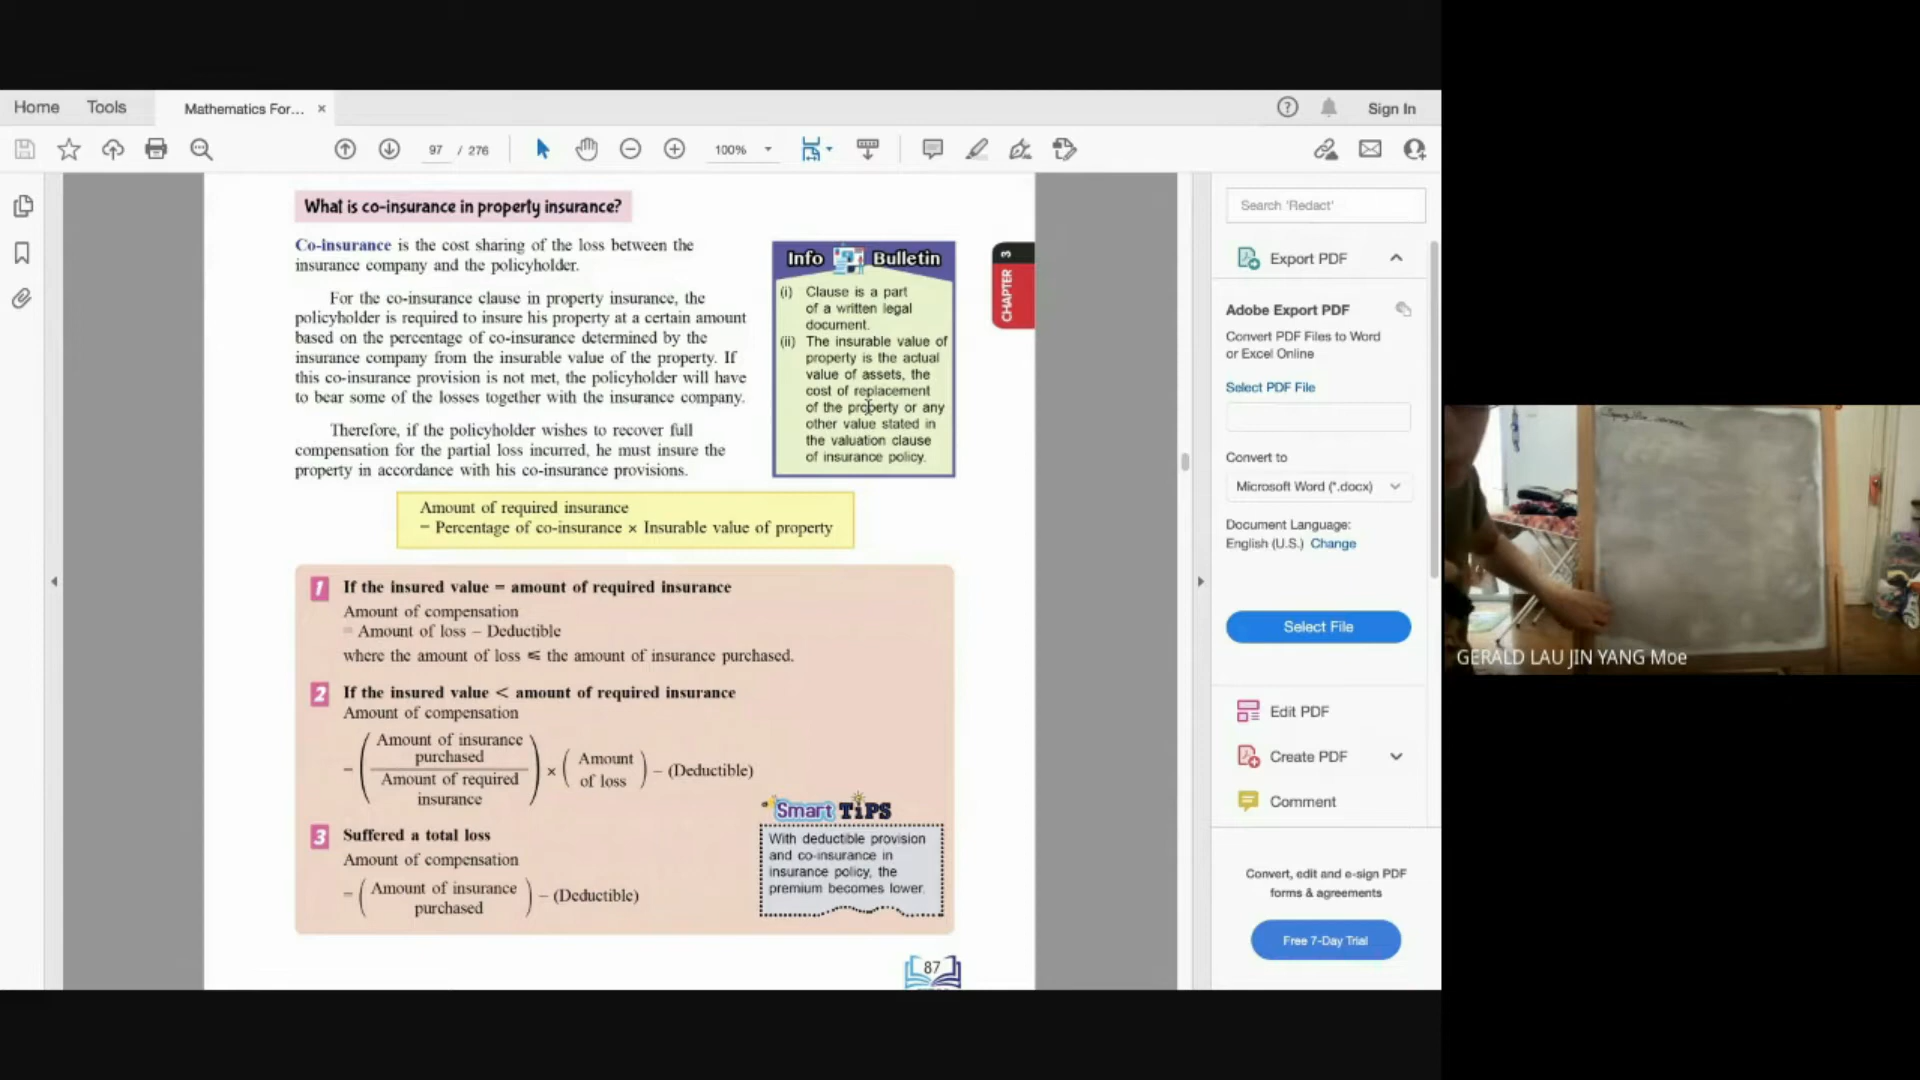 Home Tools Mathematics For... ×
Sign In
97 / 276 100%
What is co-insurance in property insurance?
Co-insurance is the cost sharing of the loss between the
insurance company and the policyholder.
For the co-insurance clause in property insurance, the
policyholder is required to insure his property at a certain amount
based on the percentage of co-insurance determined by the
insurance company from the insurable value of the property. If
this co-insurance provision is not met, the policyholder will have
to bear some of the losses together with the insurance company.
Therefore, if the policyholder wishes to recover full
compensation for the partial loss incurred, he must insure the
property in accordance with his co-insurance provisions.
Info Bulletin
(i) Clause is a part
of a written legal
document.
(ii) The insurable value of
property is the actual
value of assets, the
cost of replacement
of the property or any
other value stated in
the valuation clause
of insurance policy.
CHAPTER 3
Amount of required insurance
= Percentage of co-insurance × Insurable value of property
1 If the insured value = amount of required insurance
Amount of compensation
= Amount of loss – Deductible
where the amount of loss ⩽ the amount of insurance purchased.
2 If the insured value < amount of required insurance
Amount of compensation
= (Amount of insurance purchased / Amount of required insurance) × (Amount of loss) – (Deductible)
3 Suffered a total loss
Amount of compensation
= (Amount of insurance purchased) – (Deductible)
Smart TiPS
With deductible provision
and co-insurance in
insurance policy, the
premium becomes lower.
87
Search 'Redact'
Export PDF
Adobe Export PDF
Convert PDF Files to Word
or Excel Online
Select PDF File
Convert to
Microsoft Word (*.docx)
Document Language:
English (U.S.) Change
Select File
Edit PDF
Create PDF
Comment
Convert, edit and e-sign PDF
forms & agreements
Free 7-Day Trial
GERALD LAU JIN YANG Moe